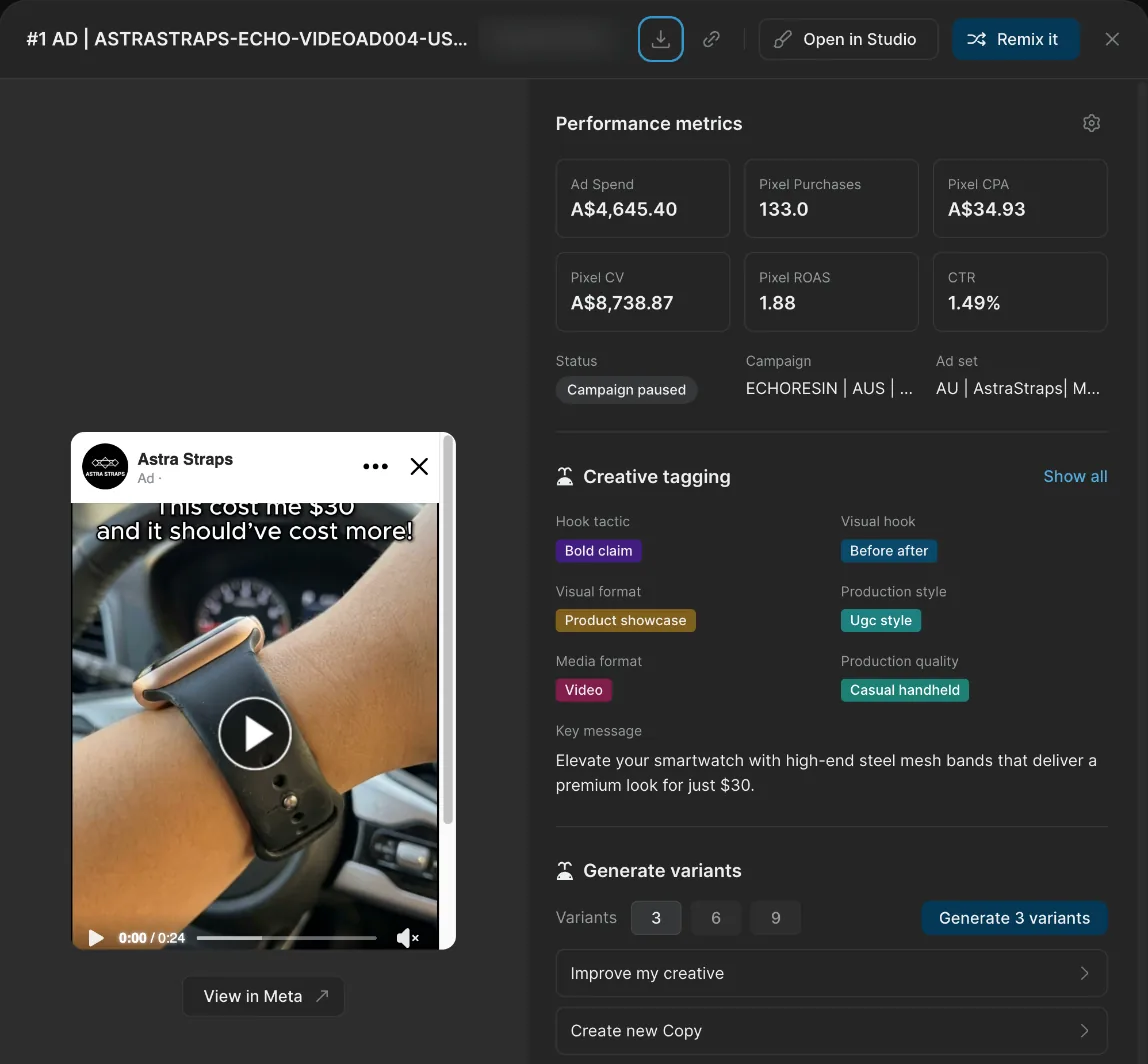 #1 AD | ASTRASTRAPS-ECHO-VIDEOAD004-US...
Open in Studio
Remix it
Performance metrics
Ad Spend
A$4,645.40
Pixel Purchases
133.0
Pixel CPA
A$34.93
Pixel CV
A$8,738.87
Pixel ROAS
1.88
CTR
1.49%
Status
Campaign paused
Campaign
ECHORESIN | AUS | ...
Ad set
AU | AstraStraps| M...
ASTRA STRAPS
Astra Straps
Ad ·
This cost me $30
and it should've cost more!
0:00 / 0:24
View in Meta
Creative tagging
Show all
Hook tactic
Bold claim
Visual hook
Before after
Visual format
Product showcase
Production style
Ugc style
Media format
Video
Production quality
Casual handheld
Key message
Elevate your smartwatch with high-end steel mesh bands that deliver a
premium look for just $30.
Generate variants
Variants
3
6
9
Generate 3 variants
Improve my creative
Create new Copy